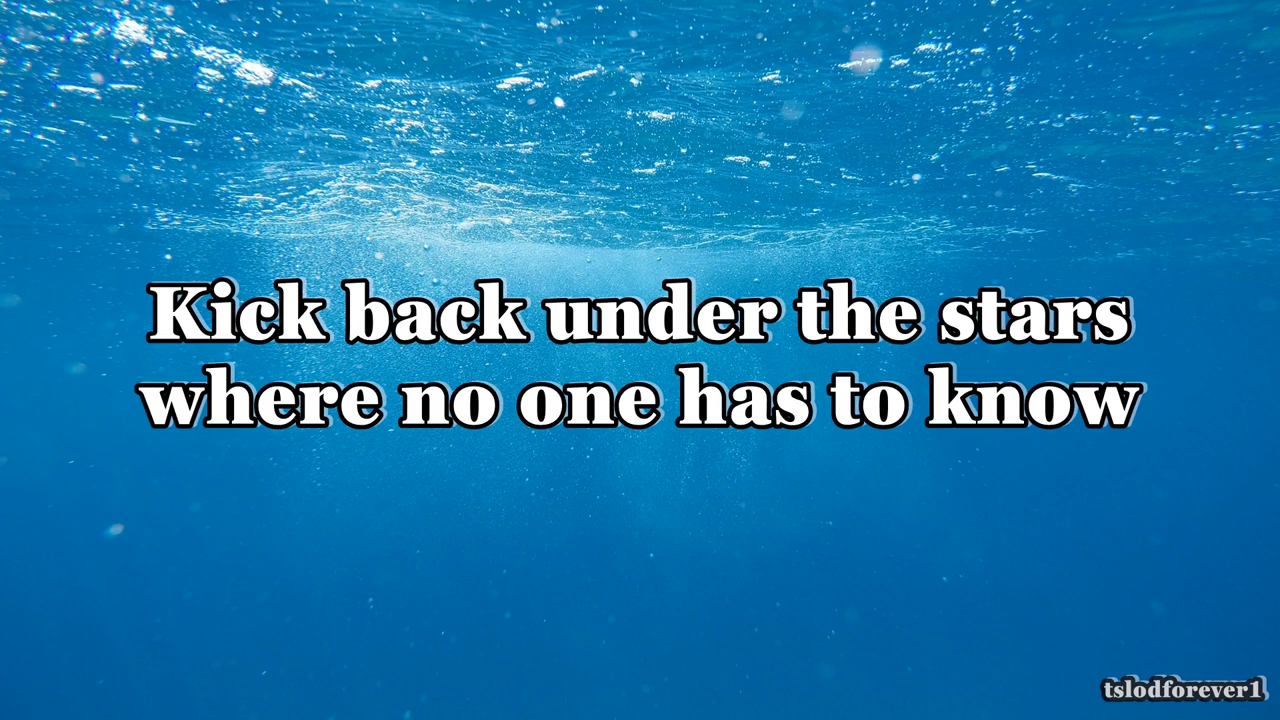 Kick back under the stars
where no one has to know
tslodforever1